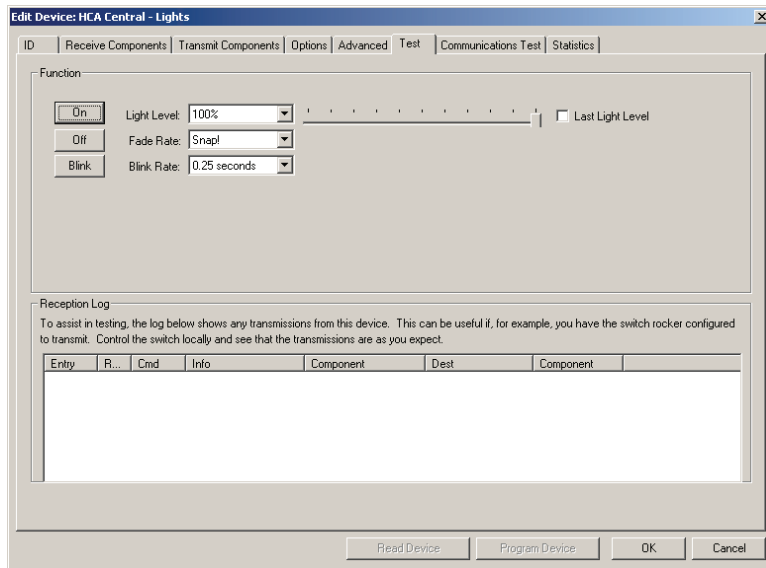 Edit Device: HCA Central - Lights
ID Receive Components Transmit Components Options Advanced Test Communications Test Statistics
Function
On Light Level: 100% Last Light Level
Off Fade Rate: Snap!
Blink Blink Rate: 0.25 seconds
Reception Log
To assist in testing, the log below shows any transmissions from this device. This can be useful if, for example, you have the switch rocker configured
to transmit. Control the switch locally and see that the transmissions are as you expect.
Entry R... Cmd Info Component Dest Component
Read Device Program Device OK Cancel